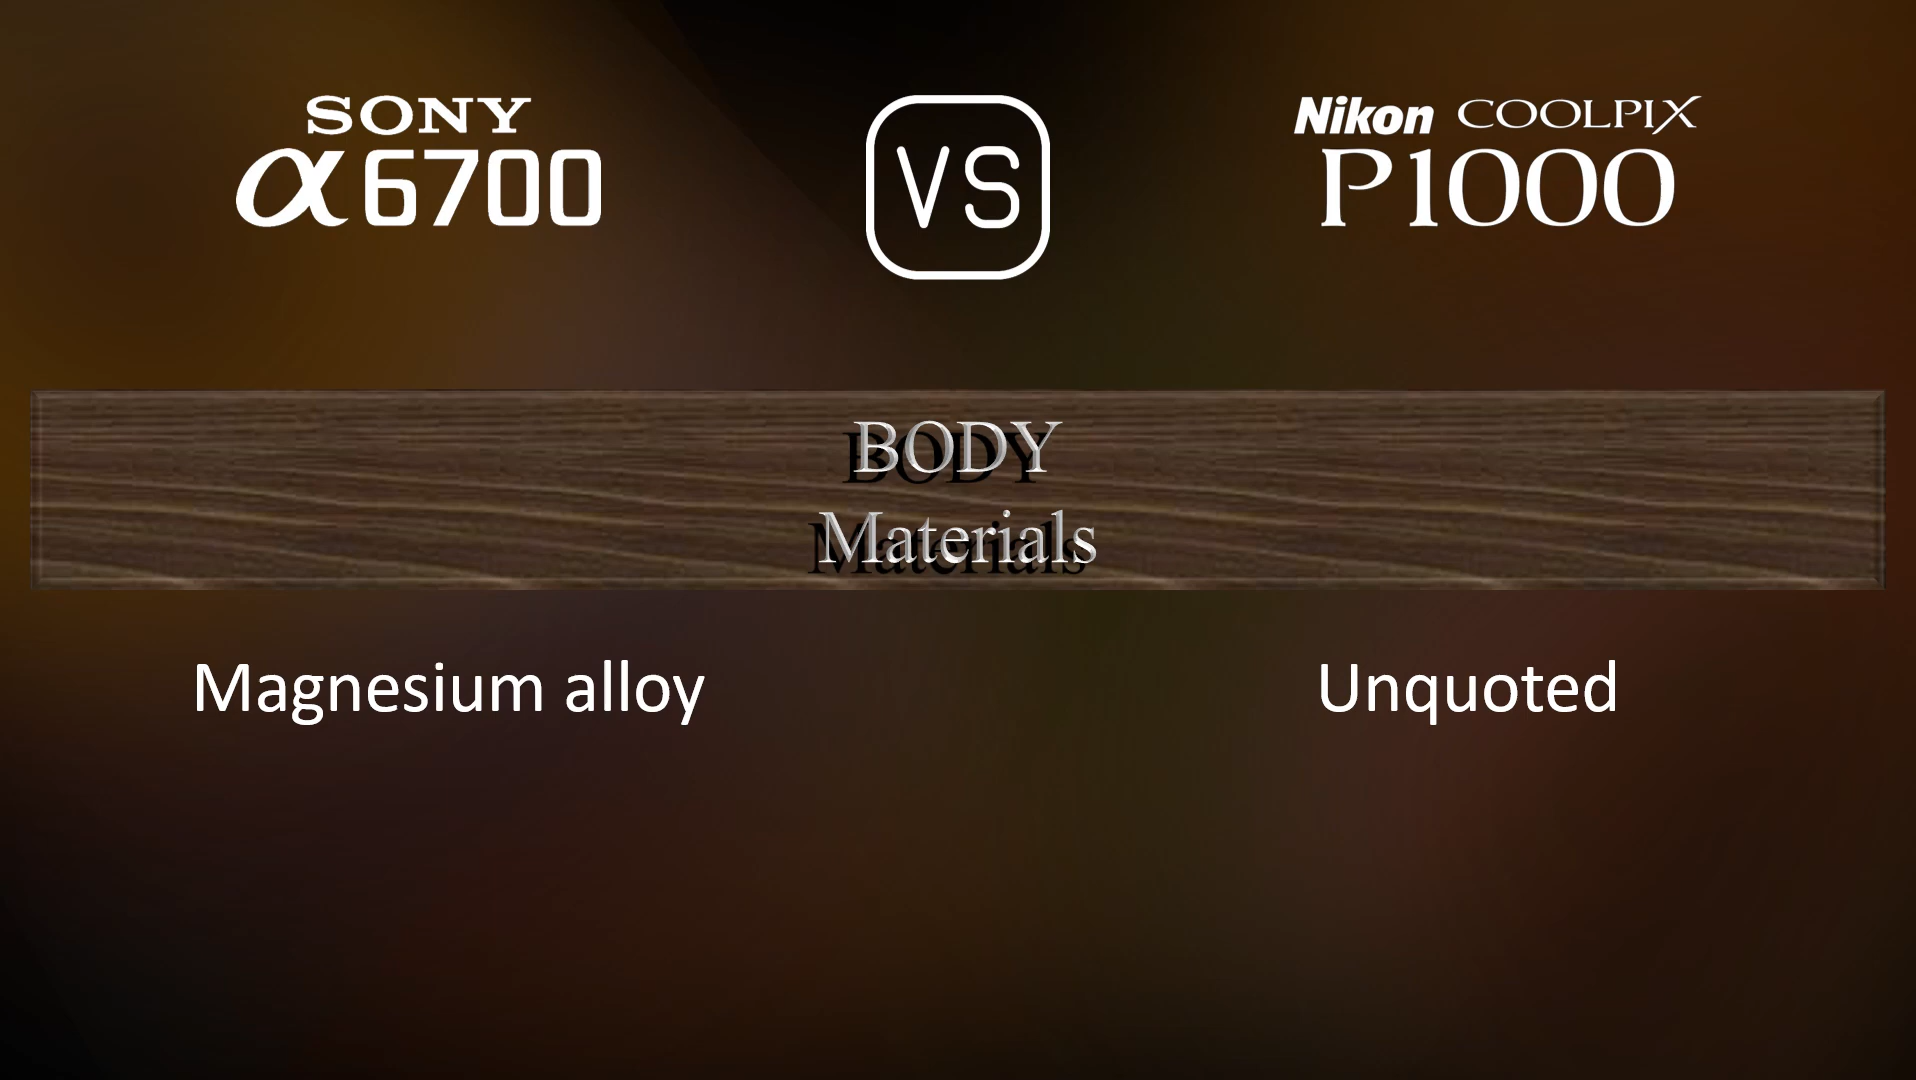 SONY
α6700
VS
Nikon COOLPIX
P1000
BODY
Materials
Magnesium alloy
Unquoted